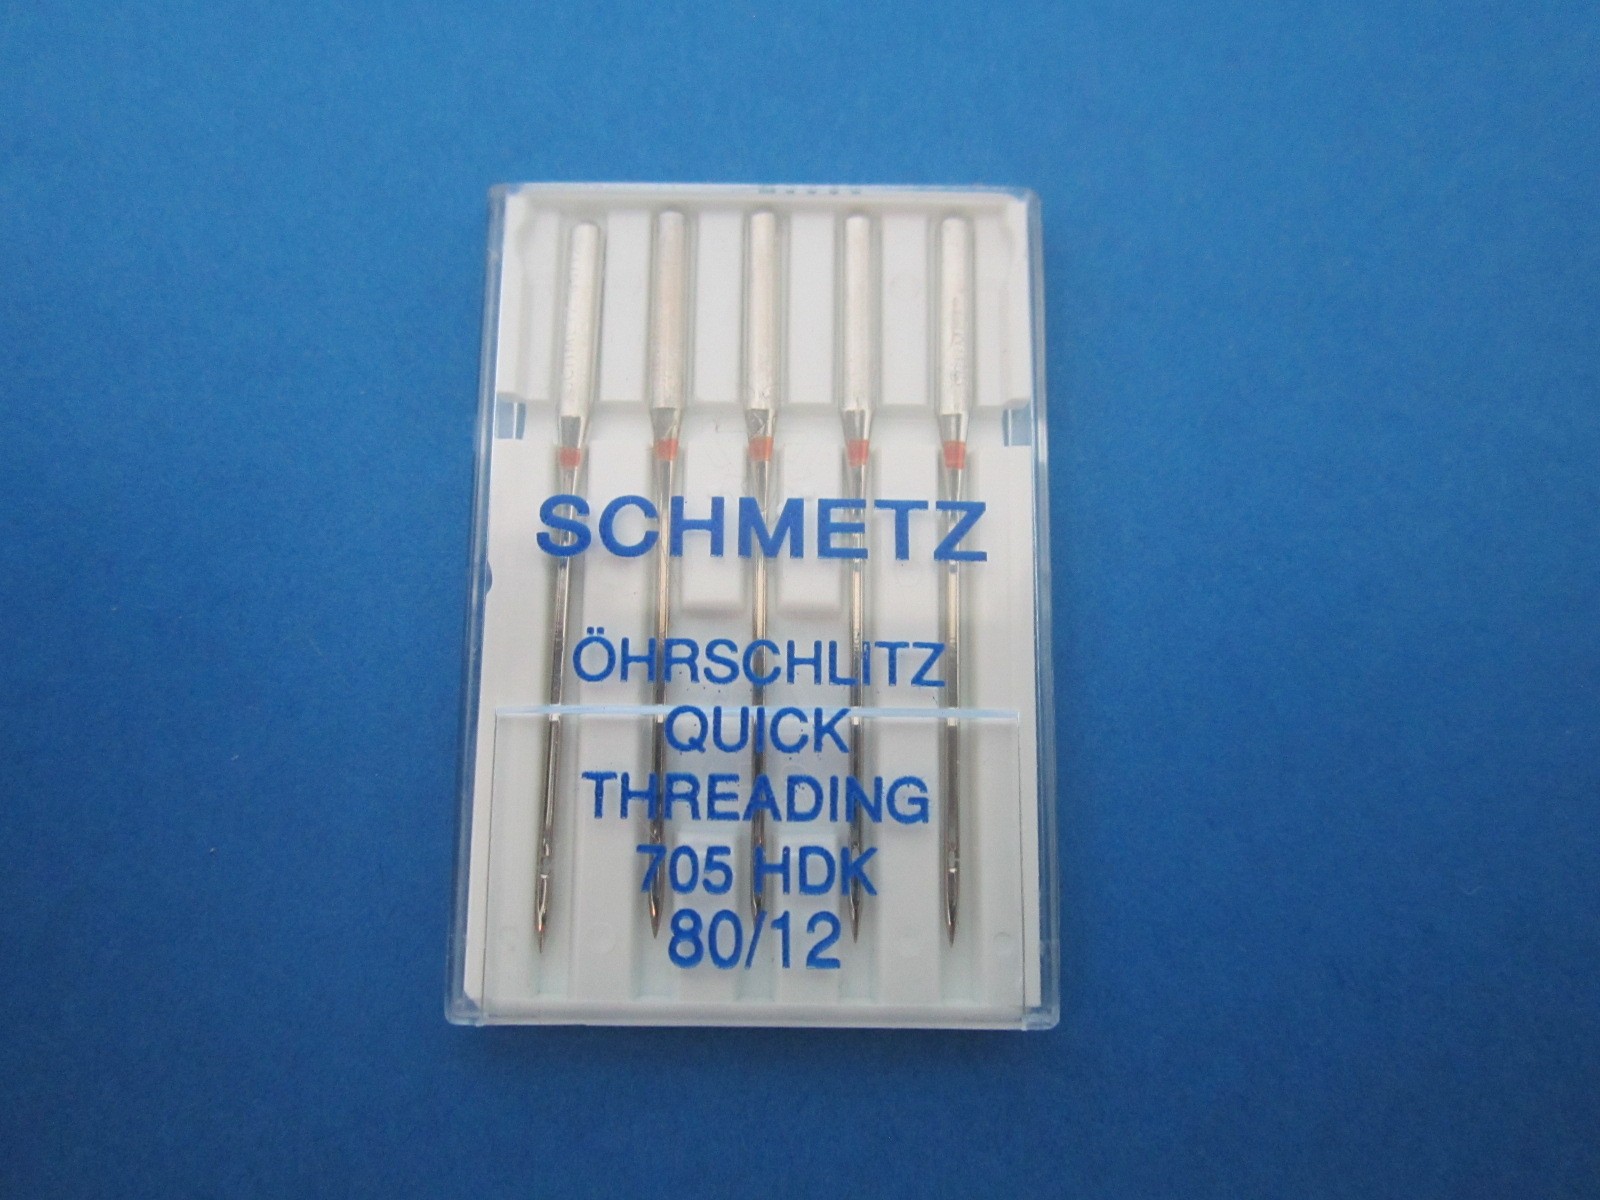 SCHMETZ
ÖHRSCHLITZ
QUICK
THREADING
705 HDK
80/12